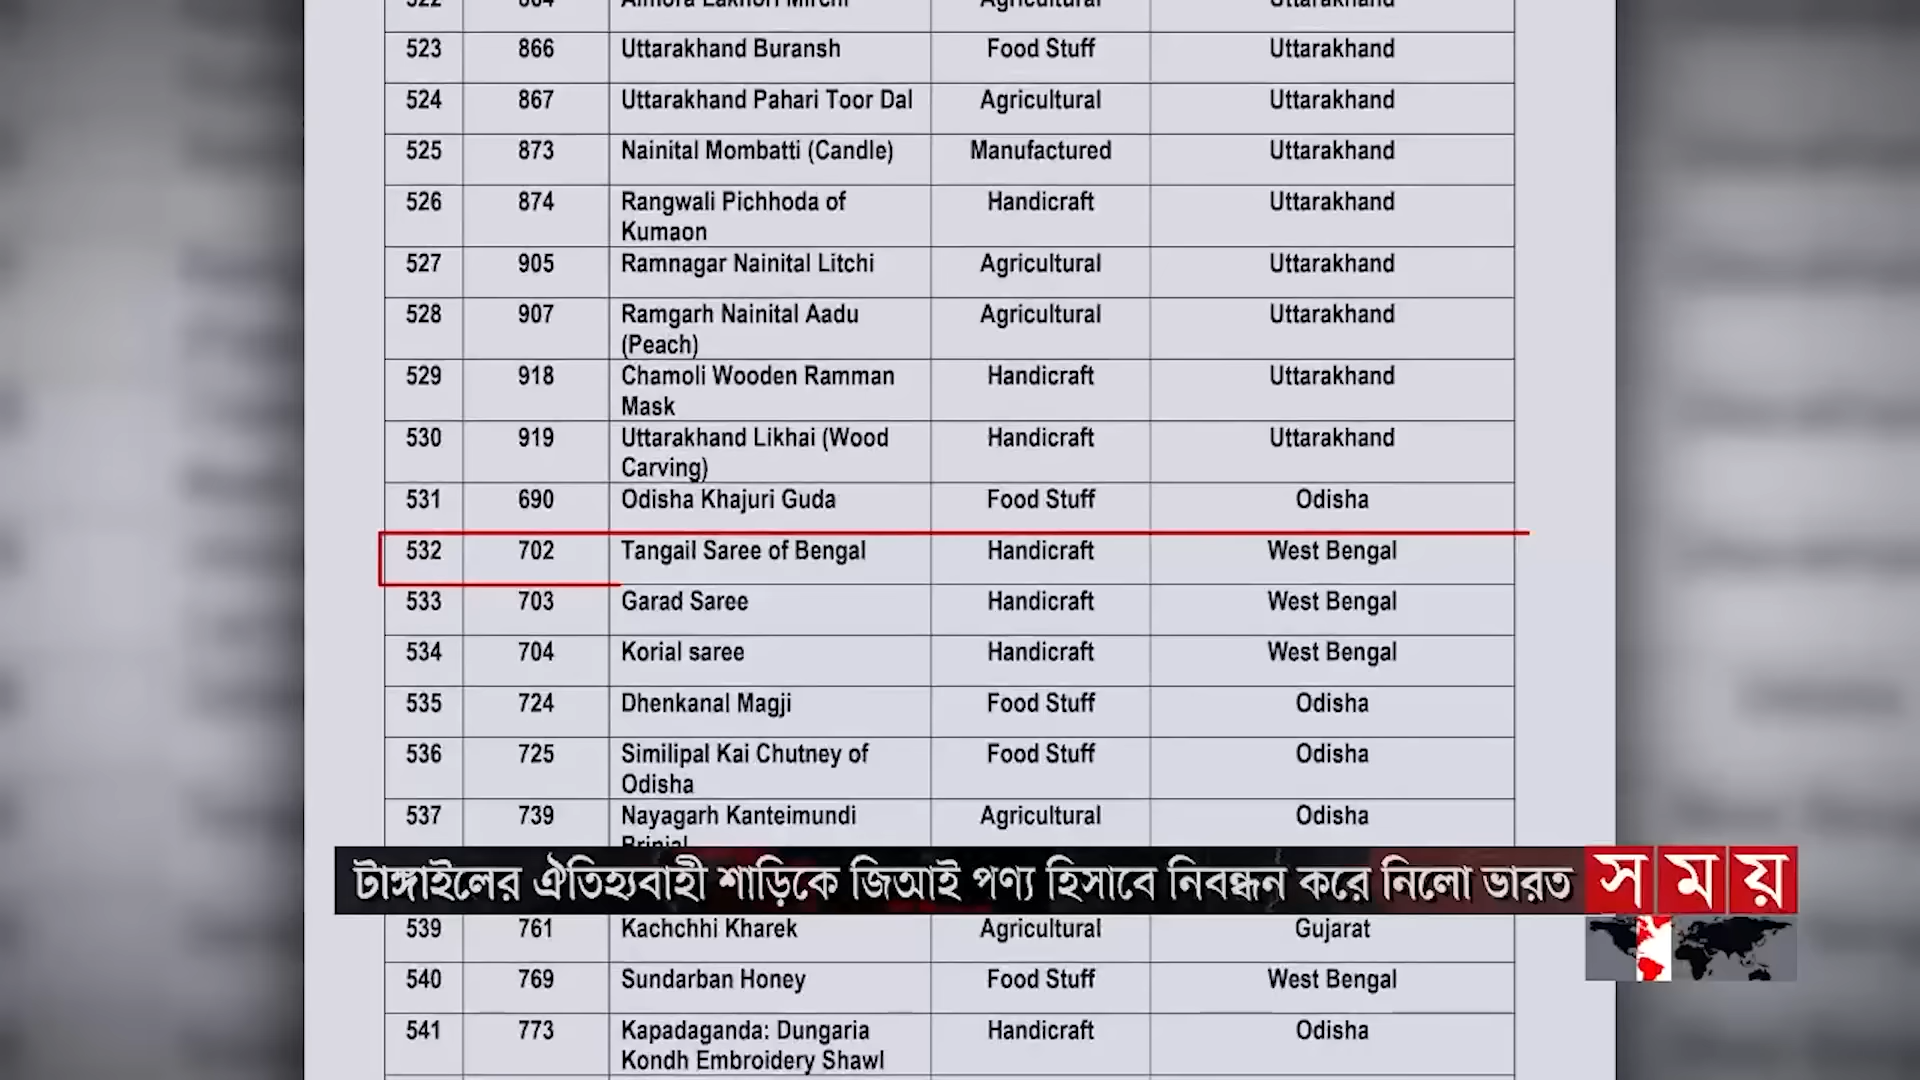 522 864 Almora Lakhori Mirchi Agricultural Uttarakhand
523 866 Uttarakhand Buransh Food Stuff Uttarakhand
524 867 Uttarakhand Pahari Toor Dal Agricultural Uttarakhand
525 873 Nainital Mombatti (Candle) Manufactured Uttarakhand
526 874 Rangwali Pichhoda of Handicraft Uttarakhand
Kumaon
527 905 Ramnagar Nainital Litchi Agricultural Uttarakhand
528 907 Ramgarh Nainital Aadu Agricultural Uttarakhand
(Peach)
529 918 Chamoli Wooden Ramman Handicraft Uttarakhand
Mask
530 919 Uttarakhand Likhai (Wood Handicraft Uttarakhand
Carving)
531 690 Odisha Khajuri Guda Food Stuff Odisha
532 702 Tangail Saree of Bengal Handicraft West Bengal
533 703 Garad Saree Handicraft West Bengal
534 704 Korial saree Handicraft West Bengal
535 724 Dhenkanal Magji Food Stuff Odisha
536 725 Similipal Kai Chutney of Food Stuff Odisha
Odisha
537 739 Nayagarh Kanteimundi Agricultural Odisha
Brinjal
টাঙ্গাইলের ঐতিহ্যবাহী শাড়িকে জিআই পণ্য হিসাবে নিবন্ধন করে নিলো ভারত সময়
539 761 Kachchhi Kharek Agricultural Gujarat
540 769 Sundarban Honey Food Stuff West Bengal
541 773 Kapadaganda: Dungaria Handicraft Odisha
Kondh Embroidery Shawl